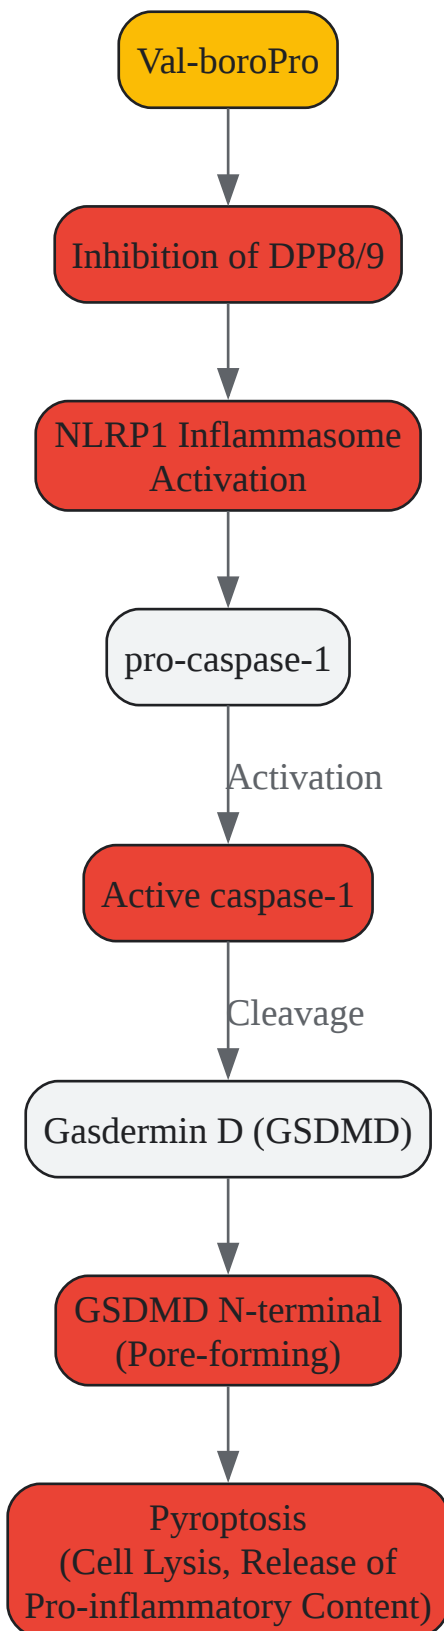 Val-boroPro
Inhibition of DPP8/9
NLRP1 Inflammasome
Activation
pro-caspase-1
Activation
Active caspase-1
Cleavage
Gasdermin D (GSDMD)
GSDMD N-terminal
(Pore-forming)
Pyroptosis
(Cell Lysis, Release of
Pro-inflammatory Content)